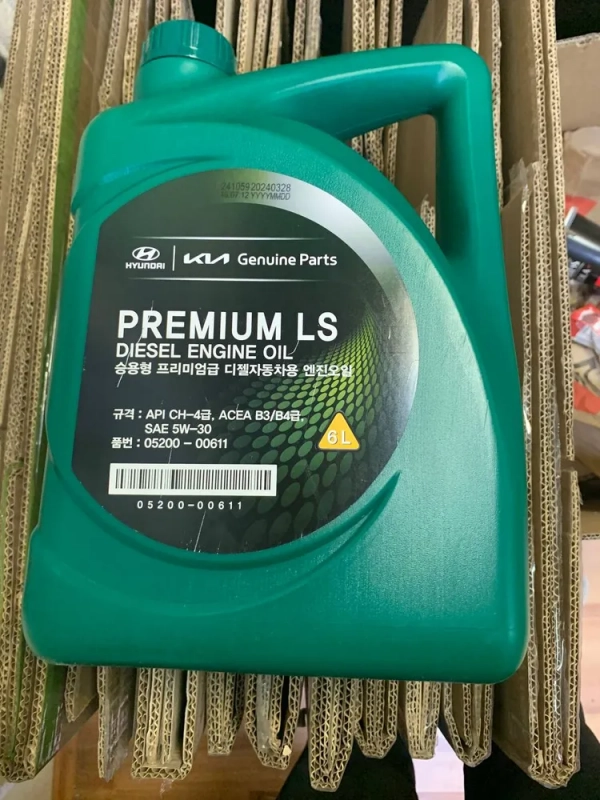 24105920240328
YYYYMMDD
HYUNDAI KIA Genuine Parts
PREMIUM LS
DIESEL ENGINE OIL
승용형 프리미엄급 디젤자동차용 엔진오일
규격 : API CH-4급, ACEA B3/B4급,
SAE 5W-30
품번 : 05200 - 00611
6 L
05200-00611